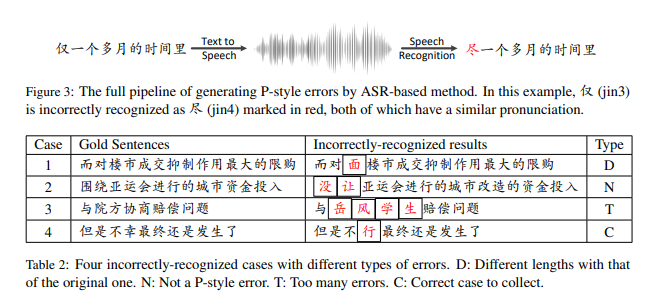 仅一个多月的时间里 Text to Speech Speech Recognition 尽一个多月的时间里
Figure 3: The full pipeline of generating P-style errors by ASR-based method. In this example, 仅 (jin3)
is incorrectly recognized as 尽 (jin4) marked in red, both of which have a similar pronunciation.
Case Gold Sentences Incorrectly-recognized results Type
1 而对楼市成交抑制作用最大的限购 而对面楼市成交抑制作用最大的限购 D
2 围绕亚运会进行的城市资金投入 没让亚运会进行的城市改造的资金投入 N
3 与院方协商赔偿问题 与岳风学生赔偿问题 T
4 但是不幸最终还是发生了 但是不行最终还是发生了 C
Table 2: Four incorrectly-recognized cases with different types of errors. D: Different lengths with that
of the original one. N: Not a P-style error. T: Too many errors. C: Correct case to collect.